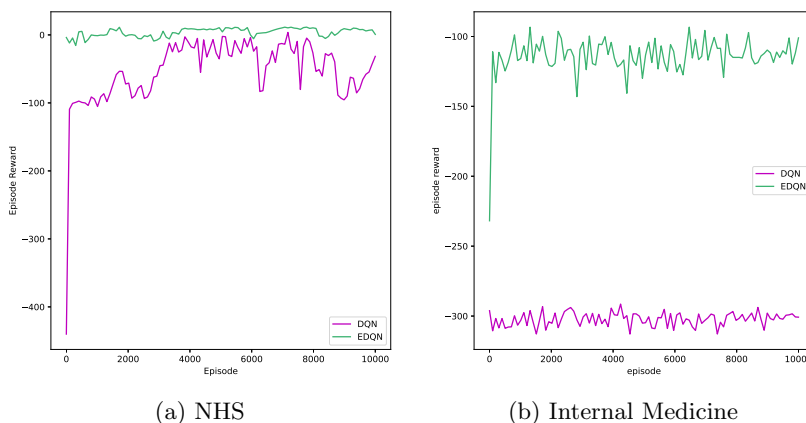 0
−100
−200
−300
−400
Episode Reward
0 2000 4000 6000 8000 10000
Episode
DQN
EDQN
(a) NHS
−100
−150
−200
−250
−300
episode reward
0 2000 4000 6000 8000 10000
episode
DQN
EDQN
(b) Internal Medicine